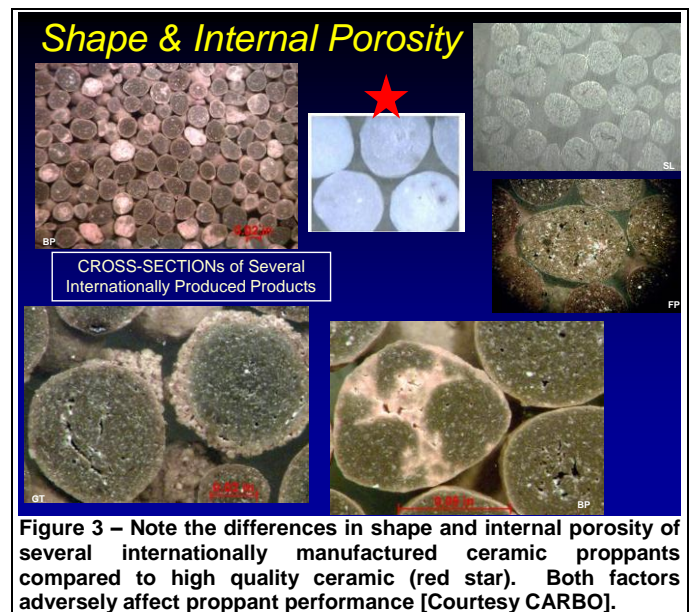 Shape & Internal Porosity
SL
BP
CROSS-SECTIONs of Several
Internationally Produced Products
FP
GT
BP
Figure 3 – Note the differences in shape and internal porosity of
several internationally manufactured ceramic proppants
compared to high quality ceramic (red star). Both factors
adversely affect proppant performance [Courtesy CARBO].